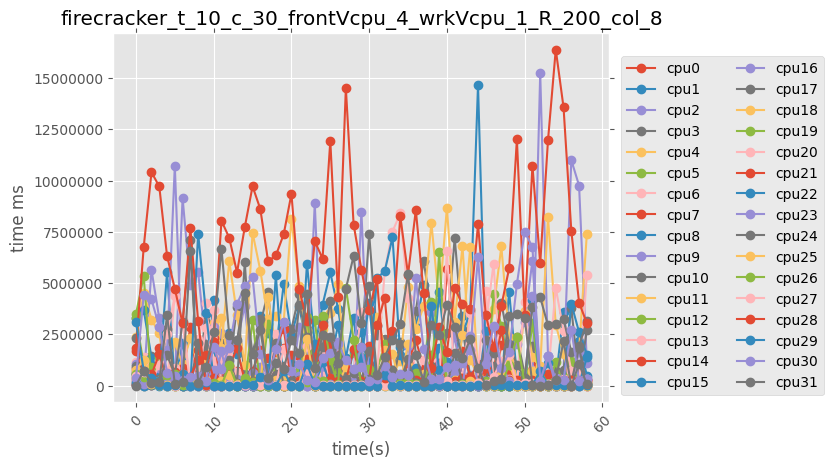 firecracker_t_10_c_30_frontVcpu_4_wrkVcpu_1_R_200_col_8
time ms
15000000
12500000
10000000
7500000
5000000
2500000
0
0
10
20
30
40
50
60
time(s)
cpu0
cpu1
cpu2
cpu3
cpu4
cpu5
cpu6
cpu7
cpu8
cpu9
cpu10
cpu11
cpu12
cpu13
cpu14
cpu15
cpu16
cpu17
cpu18
cpu19
cpu20
cpu21
cpu22
cpu23
cpu24
cpu25
cpu26
cpu27
cpu28
cpu29
cpu30
cpu31